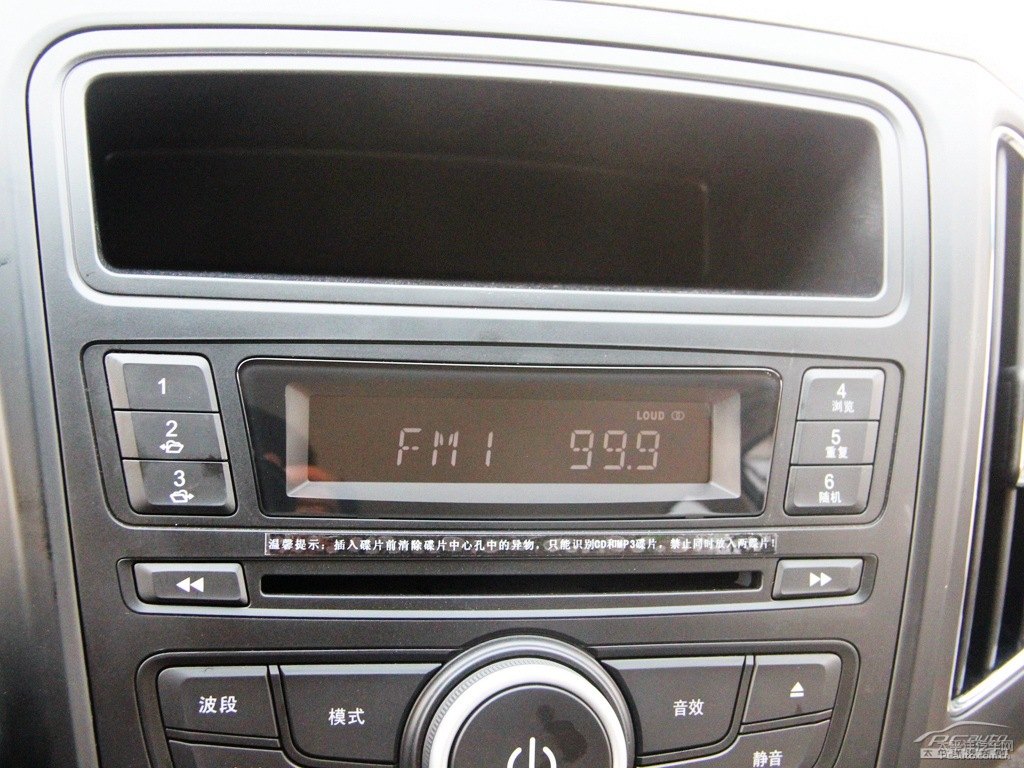 1
2
3
LOUD
FM1 99.9
4
浏览
5
重复
6
随机
温馨提示：插入碟片前清除碟片中心孔中的异物，只能识别CD和MP3碟片，禁止同时放入两碟片！
波段
模式
音效
静音
PCauto